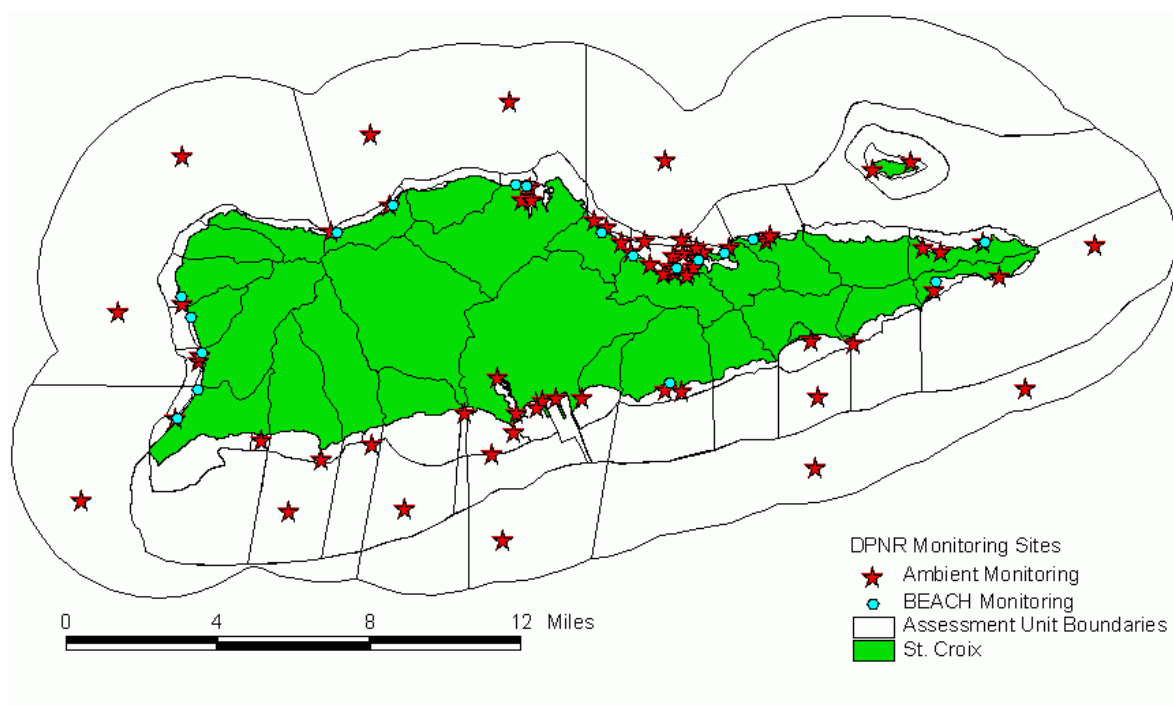 DPNR Monitoring Sites
Ambient Monitoring
BEACH Monitoring
Assessment Unit Boundaries
St. Croix
0 4 8 12 Miles